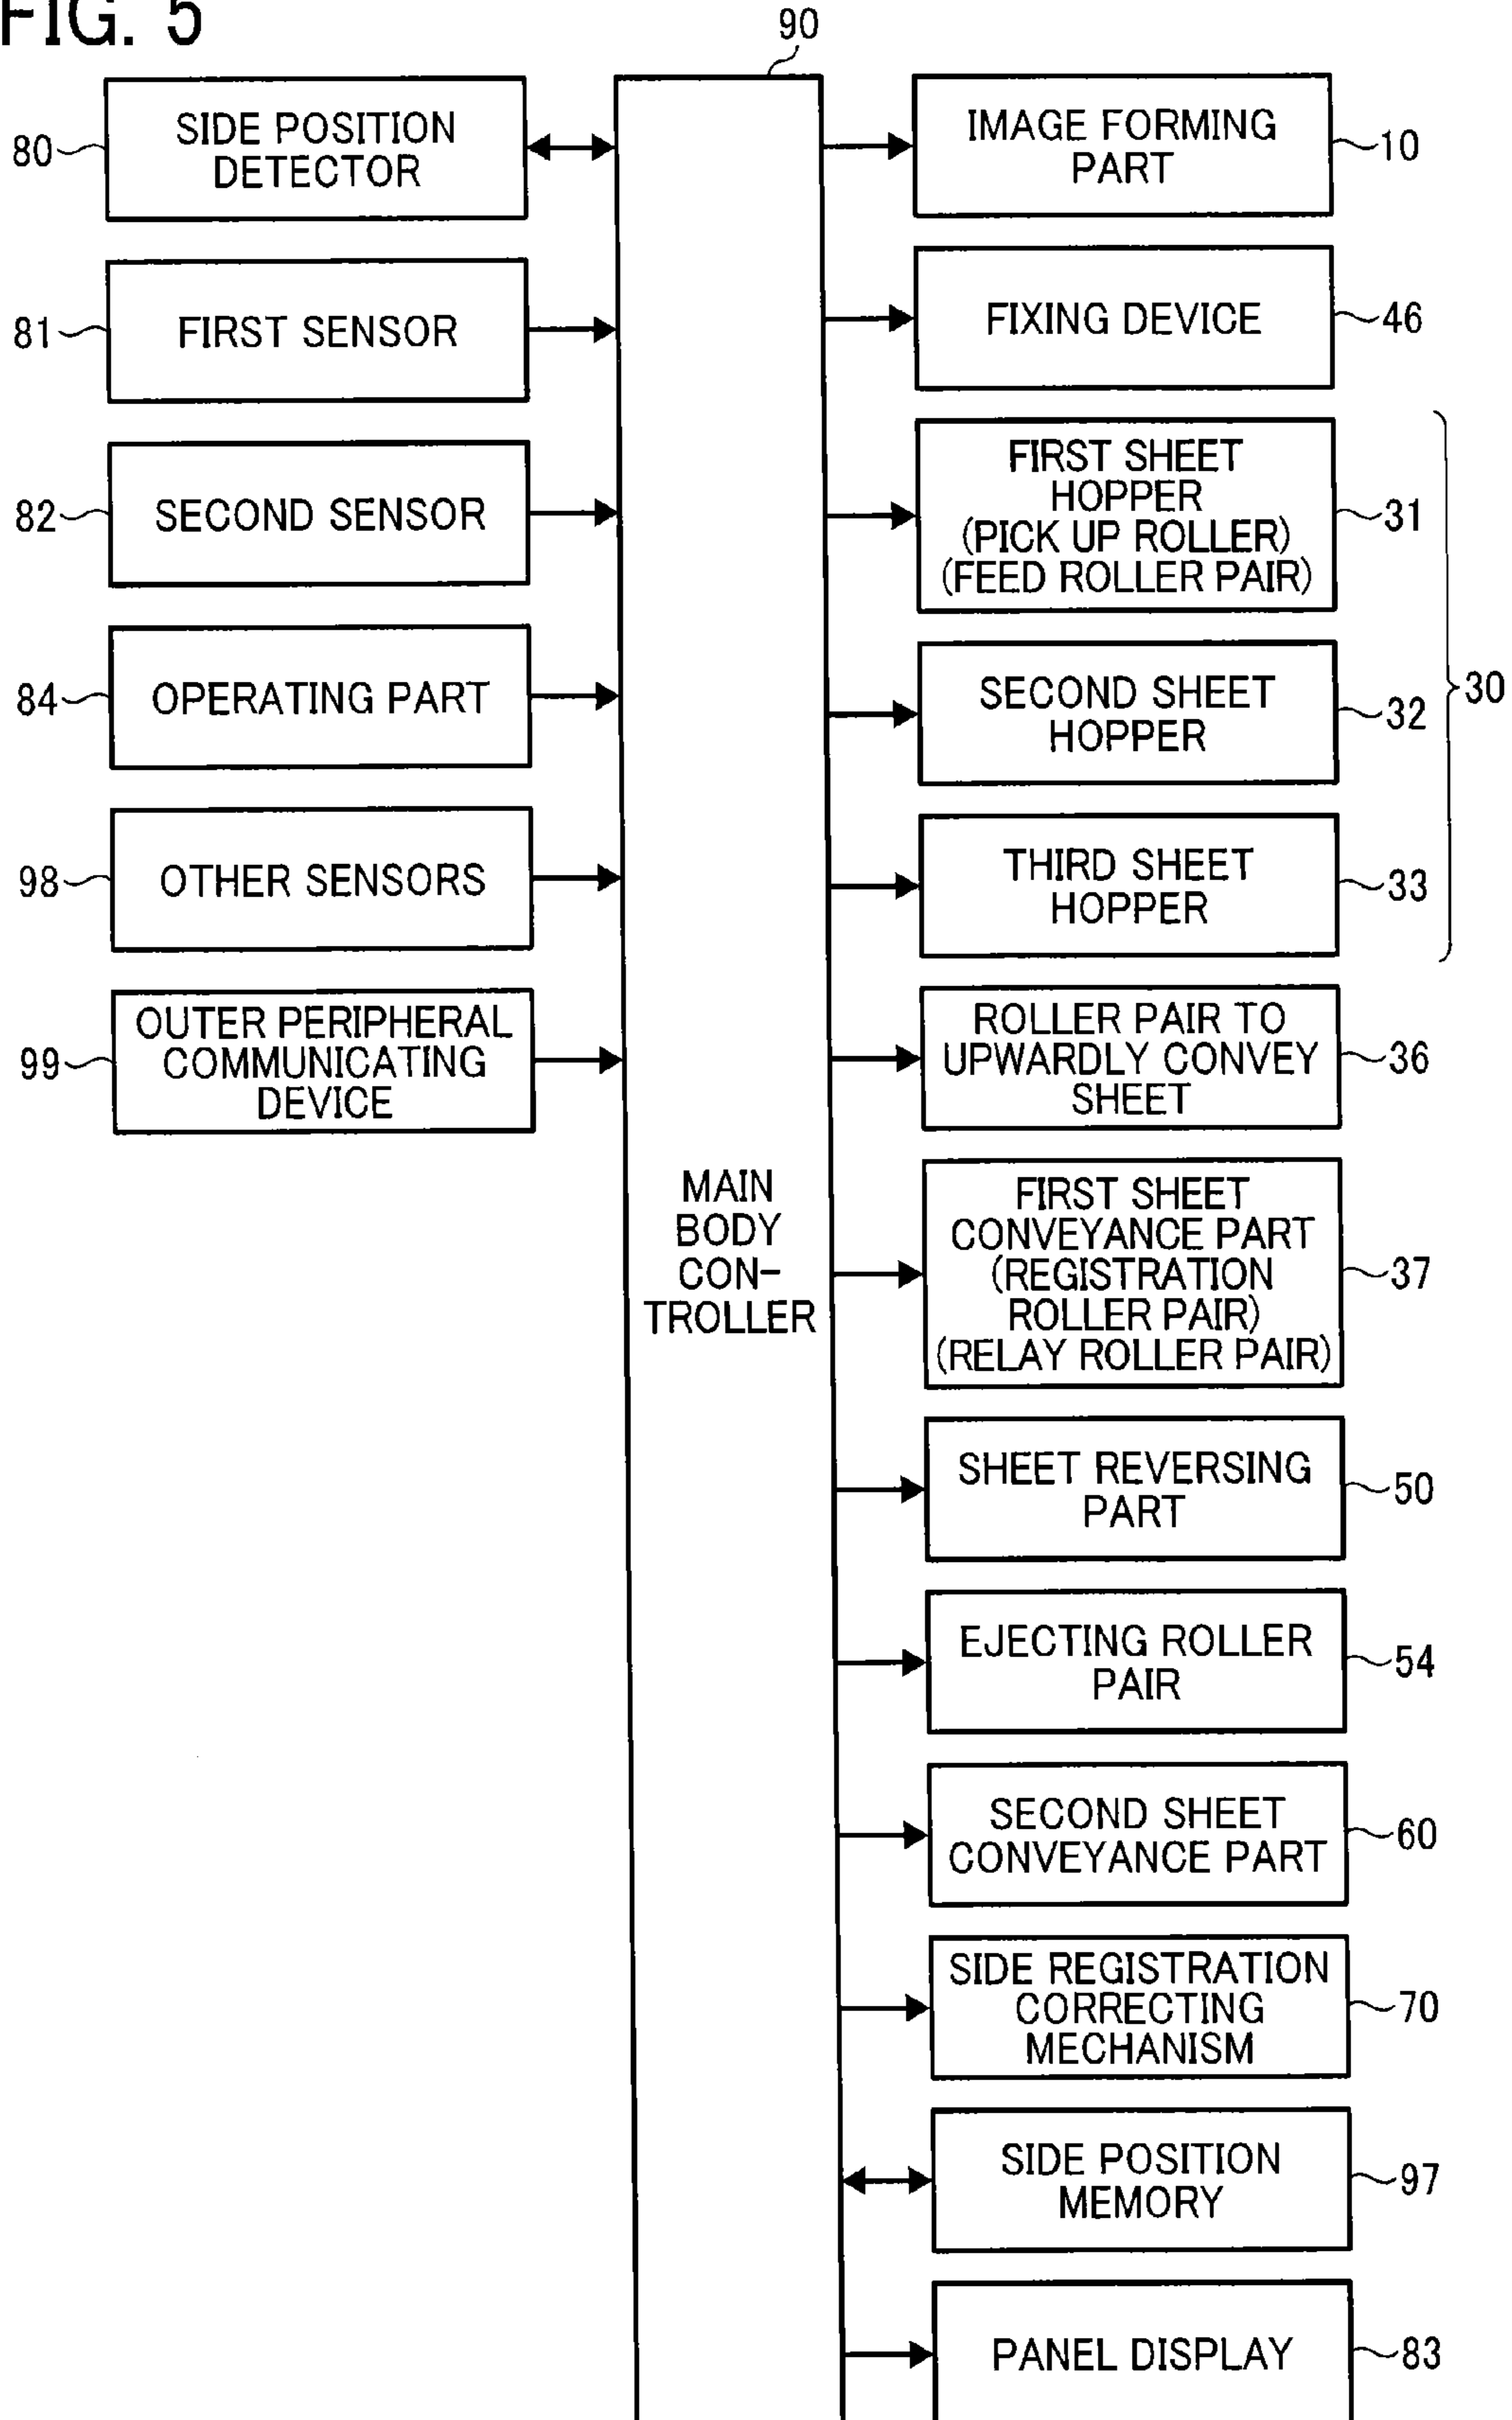 FIG. 5
90
80
SIDE POSITION
DETECTOR
81
FIRST SENSOR
82
SECOND SENSOR
84
OPERATING PART
98
OTHER SENSORS
99
OUTER PERIPHERAL
COMMUNICATING
DEVICE
MAIN
BODY
CON-
TROLLER
IMAGE FORMING
PART
10
FIXING DEVICE
46
FIRST SHEET
HOPPER
(PICK UP ROLLER)
(FEED ROLLER PAIR)
31
SECOND SHEET
HOPPER
32
30
THIRD SHEET
HOPPER
33
ROLLER PAIR TO
UPWARDLY CONVEY
SHEET
36
FIRST SHEET
CONVEYANCE PART
(REGISTRATION
ROLLER PAIR)
(RELAY ROLLER PAIR)
37
SHEET REVERSING
PART
50
EJECTING ROLLER
PAIR
54
SECOND SHEET
CONVEYANCE PART
60
SIDE REGISTRATION
CORRECTING
MECHANISM
70
SIDE POSITION
MEMORY
97
PANEL DISPLAY
83